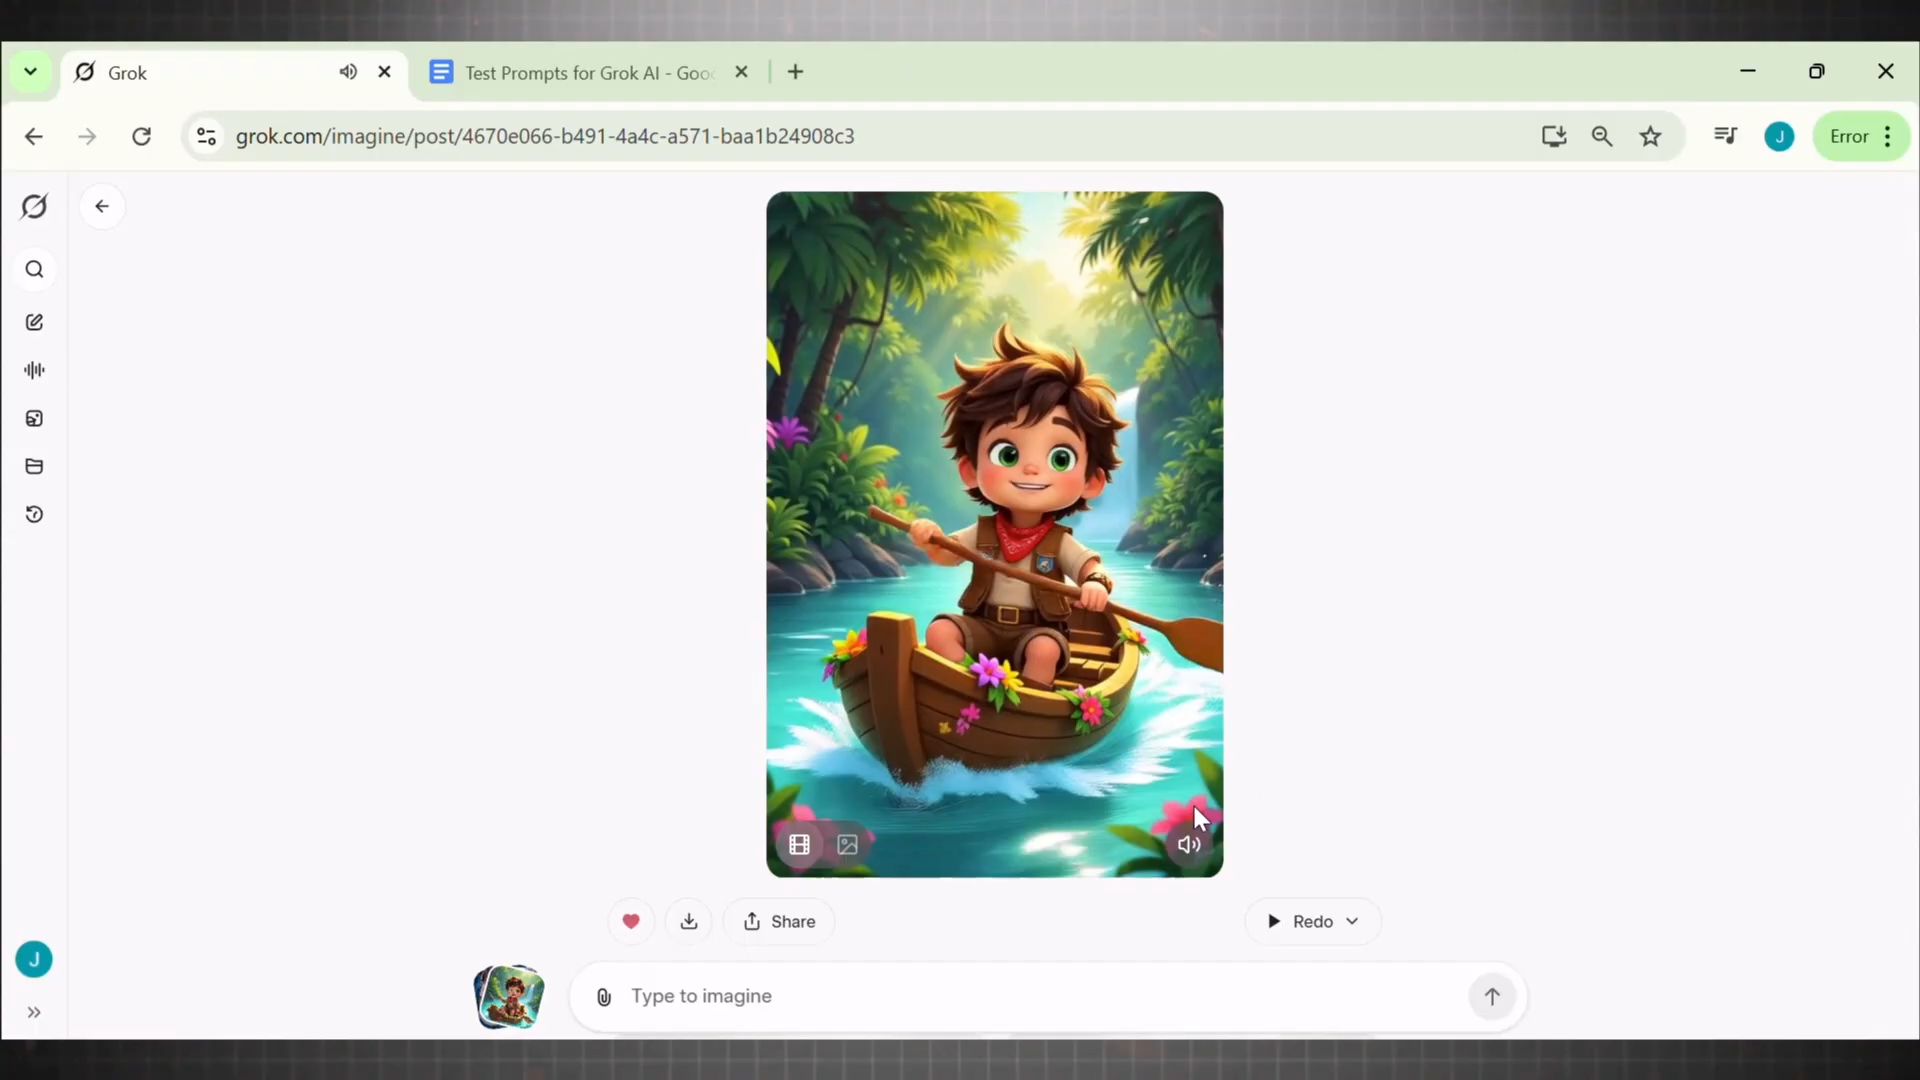 Grok
Test Prompts for Grok AI - Goo
grok.com/imagine/post/4670e066-b491-4a4c-a571-baa1b24908c3
J
Error
Share
Redo
J
Type to imagine